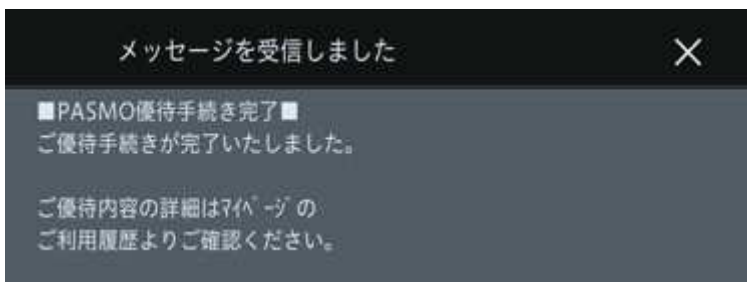 メッセージを受信しました
■PASMO優待手続き完了■
ご優待手続きが完了いたしました。
ご優待内容の詳細はﾏｲﾍﾟｰｼﾞの
ご利用履歴よりご確認ください。